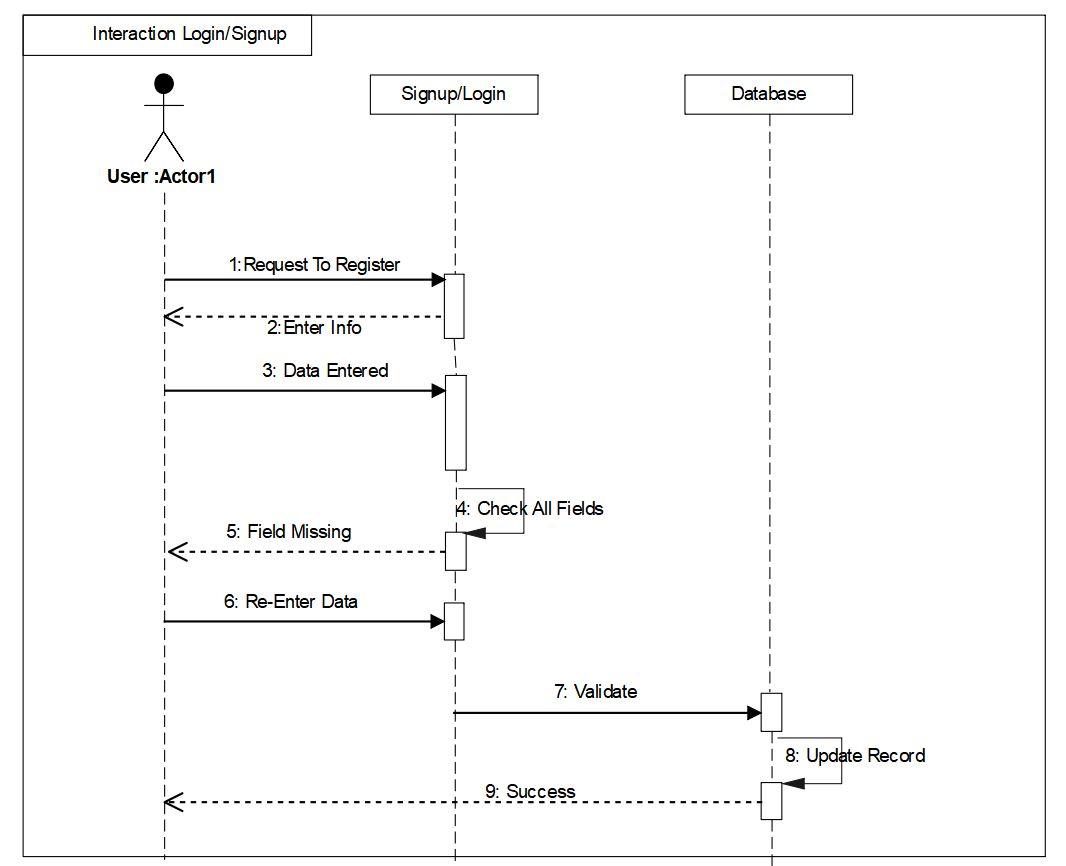 Interaction Login/Signup
Signup/Login
Database
User :Actor1
1:Request To Register
2:Enter Info
3: Data Entered
4: Check All Fields
5: Field Missing
6: Re-Enter Data
7: Validate
8: Update Record
9: Success